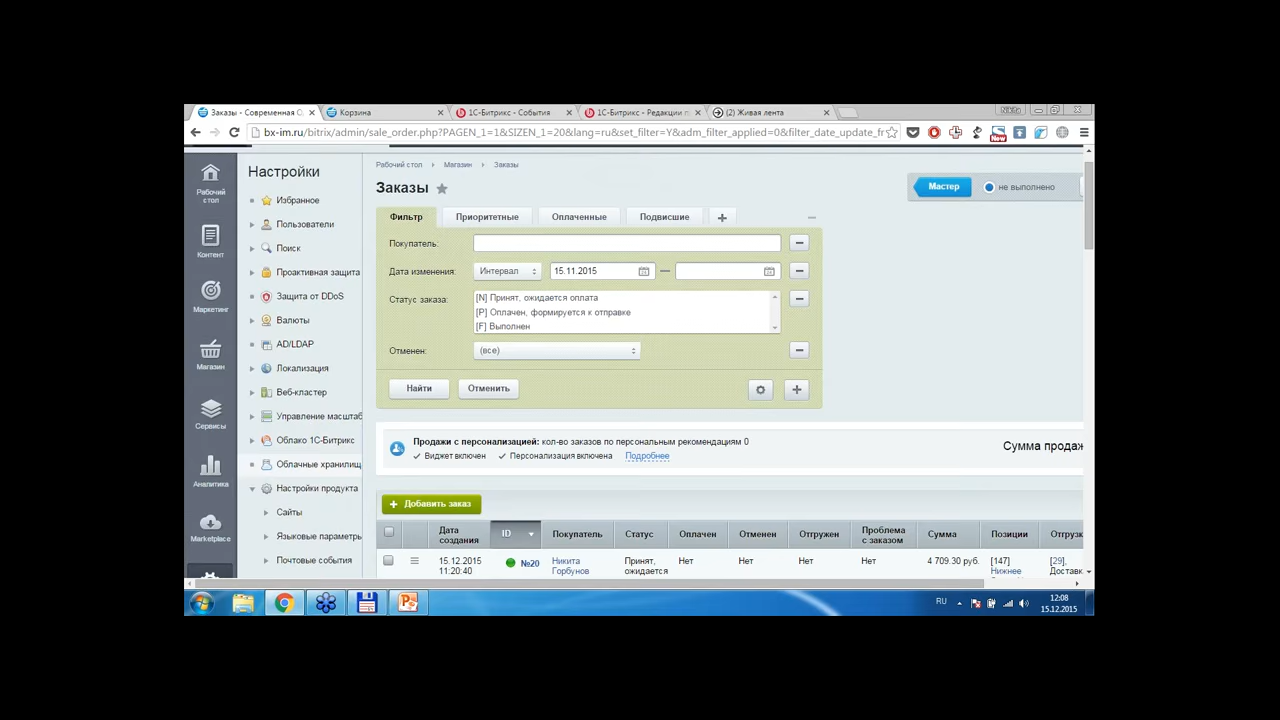 Заказы - Современная О
Корзина
1С-Битрикс - События
1С-Битрикс - Редакции п
(2) Живая лента
Nikita
bx-im.ru/bitrix/admin/sale_order.php?PAGEN_1=1&SIZEN_1=20&lang=ru&set_filter=Y&adm_filter_applied=0&filter_date_update_fr
New
Рабочий стол
Контент
Маркетинг
Магазин
Сервисы
Аналитика
Marketplace
Настройки
Избранное
Пользователи
Поиск
Проактивная защита
Защита от DDoS
Валюты
AD/LDAP
Локализация
Веб-кластер
Управление масштаб
Облако 1С-Битрикс
Облачные хранилищ
Настройки продукта
Сайты
Языковые параметры
Почтовые события
Рабочий стол Магазин Заказы
Заказы
Мастер не выполнено
Фильтр Приоритетные Оплаченные Подвисшие +
Покупатель:
Дата изменения: Интервал 15.11.2015 —
Статус заказа: [N] Принят, ожидается оплата
[P] Оплачен, формируется к отправке
[F] Выполнен
Отменен: (все)
Найти Отменить
Продажи с персонализацией: кол-во заказов по персональным рекомендациям 0
Виджет включен Персонализация включена Подробнее
Сумма продаж
+ Добавить заказ
Дата создания ID Покупатель Статус Оплачен Отменен Отгружен Проблема с заказом Сумма Позиции Отгрузк
15.12.2015 №20 Никита Принят, Нет Нет Нет Нет 4 709.30 руб. [147] [29],
11:20:40 Горбунов ожидается Нижнее Доставк
RU 12:08
15.12.2015